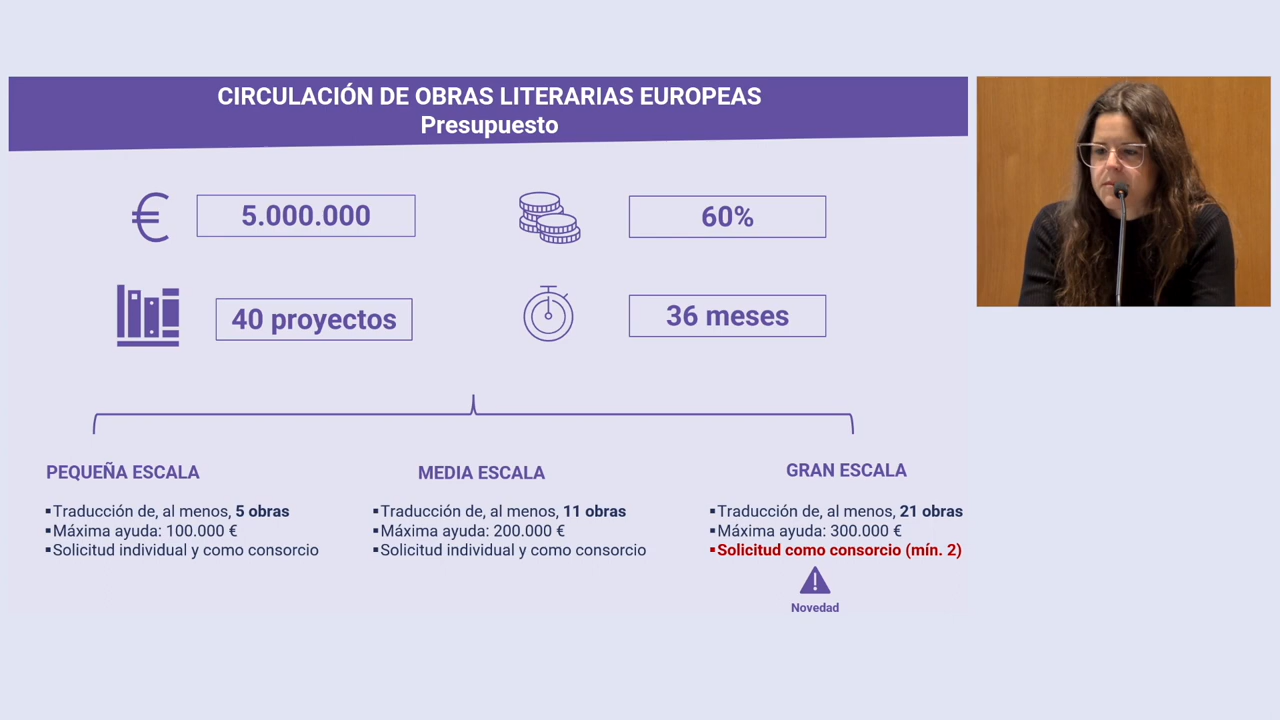 CIRCULACIÓN DE OBRAS LITERARIAS EUROPEAS
Presupuesto
5.000.000
60%
40 proyectos
36 meses
PEQUEÑA ESCALA
▪Traducción de, al menos, 5 obras
▪Máxima ayuda: 100.000 €
▪Solicitud individual y como consorcio
MEDIA ESCALA
▪Traducción de, al menos, 11 obras
▪Máxima ayuda: 200.000 €
▪Solicitud individual y como consorcio
GRAN ESCALA
▪Traducción de, al menos, 21 obras
▪Máxima ayuda: 300.000 €
▪Solicitud como consorcio (mín. 2)
Novedad